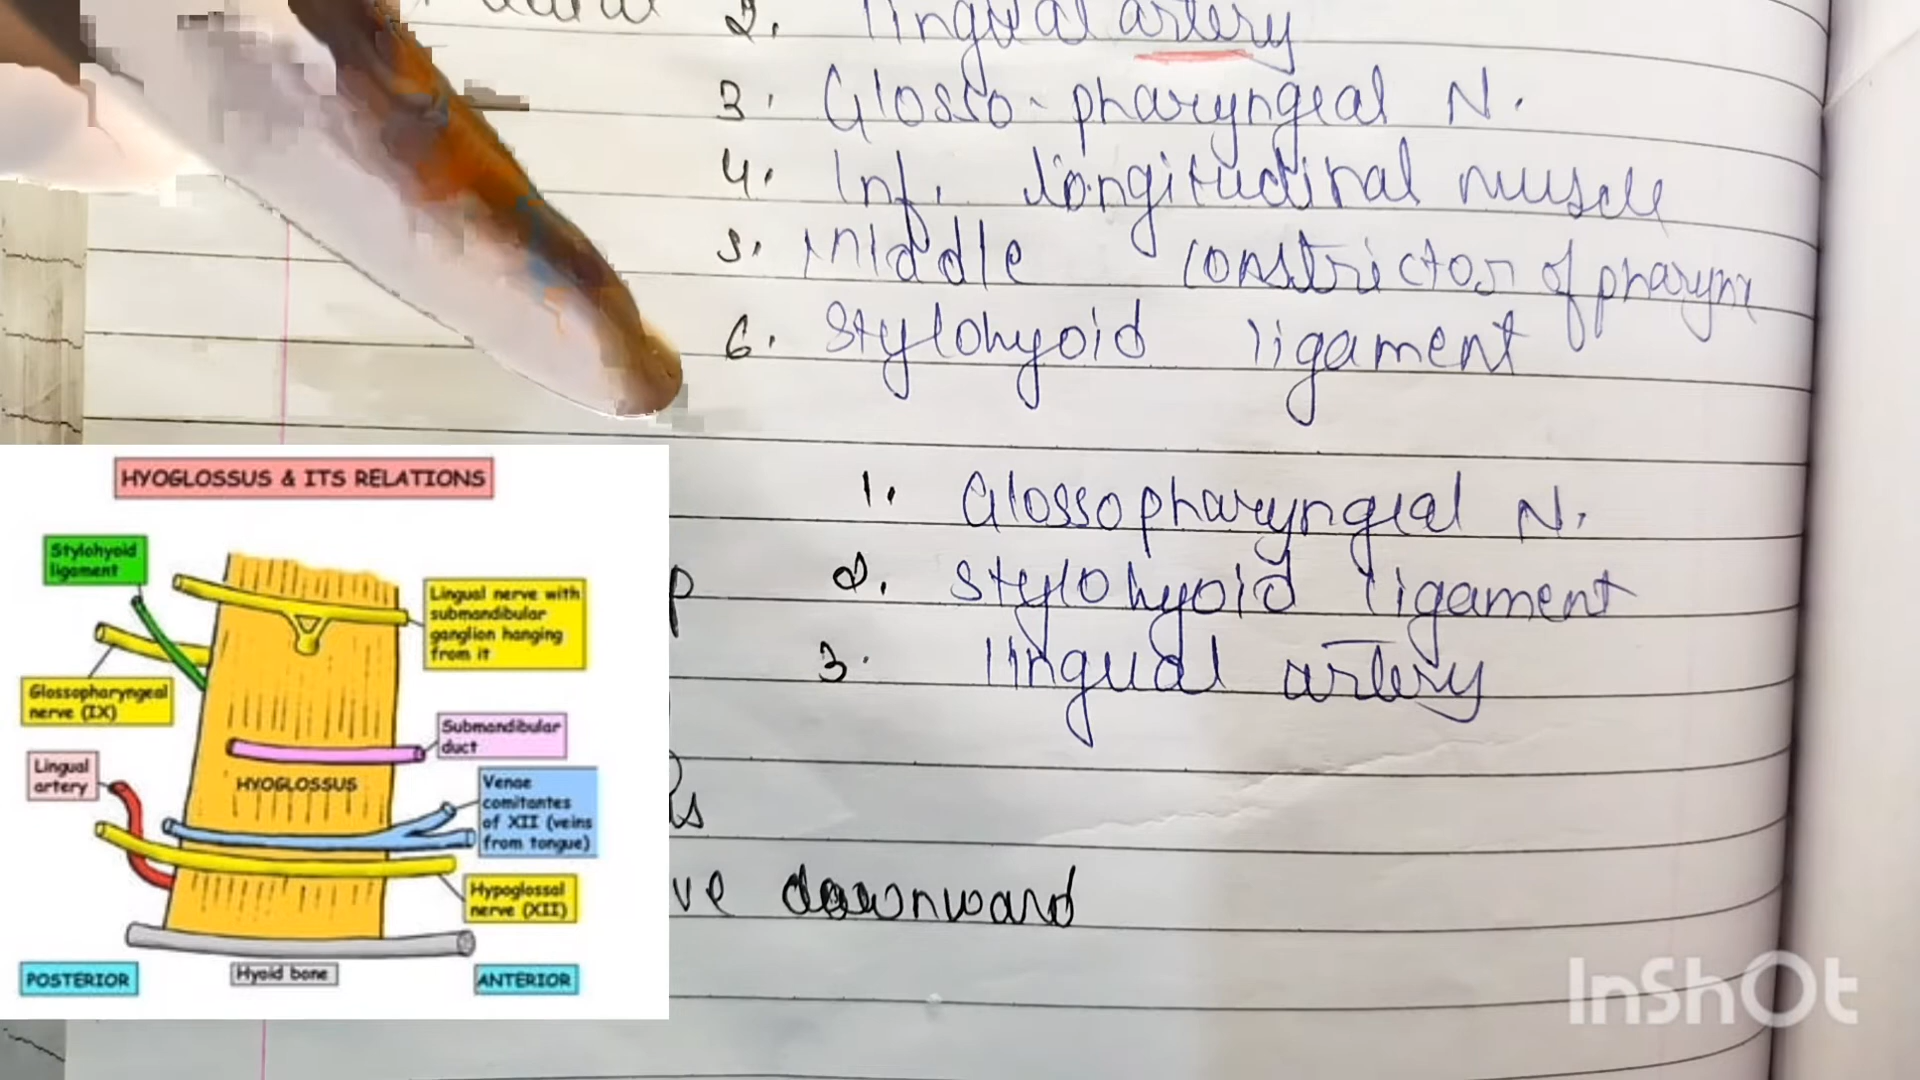 2. lingual artery
3. Glosso-pharyngeal N.
4. Inf. longitudinal muscle
5. Middle constrictor of pharynx
6. Stylohyoid ligament
1. Glossopharyngeal N.
2. Stylohyoid ligament
3. lingual artery
ve downward
HYOGLOSSUS & ITS RELATIONS
Stylohyoid
ligament
Lingual nerve with
submandibular
ganglion hanging
from it
Glossopharyngeal
nerve (IX)
Submandibular
duct
Lingual
artery
HYOGLOSSUS
Venae
comitantes
of XII (veins
from tongue)
Hypoglossal
nerve (XII)
POSTERIOR
Hyoid bone
ANTERIOR
InShOt